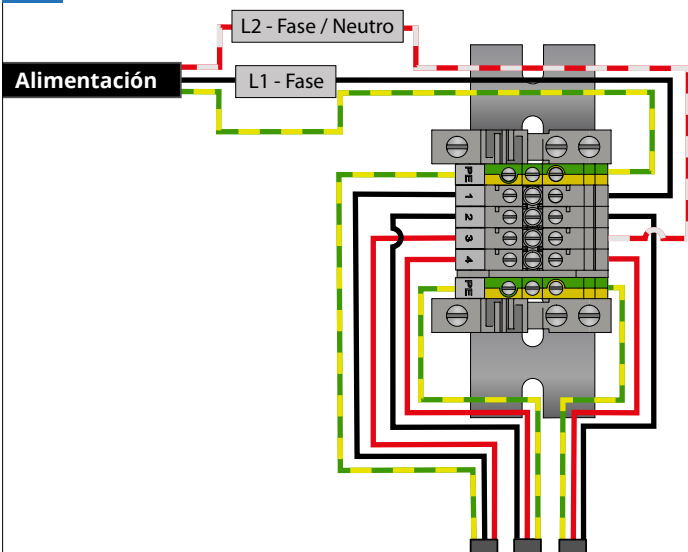 L2 - Fase / Neutro
Alimentación
L1 - Fase
PE
1
2
3
4
PE